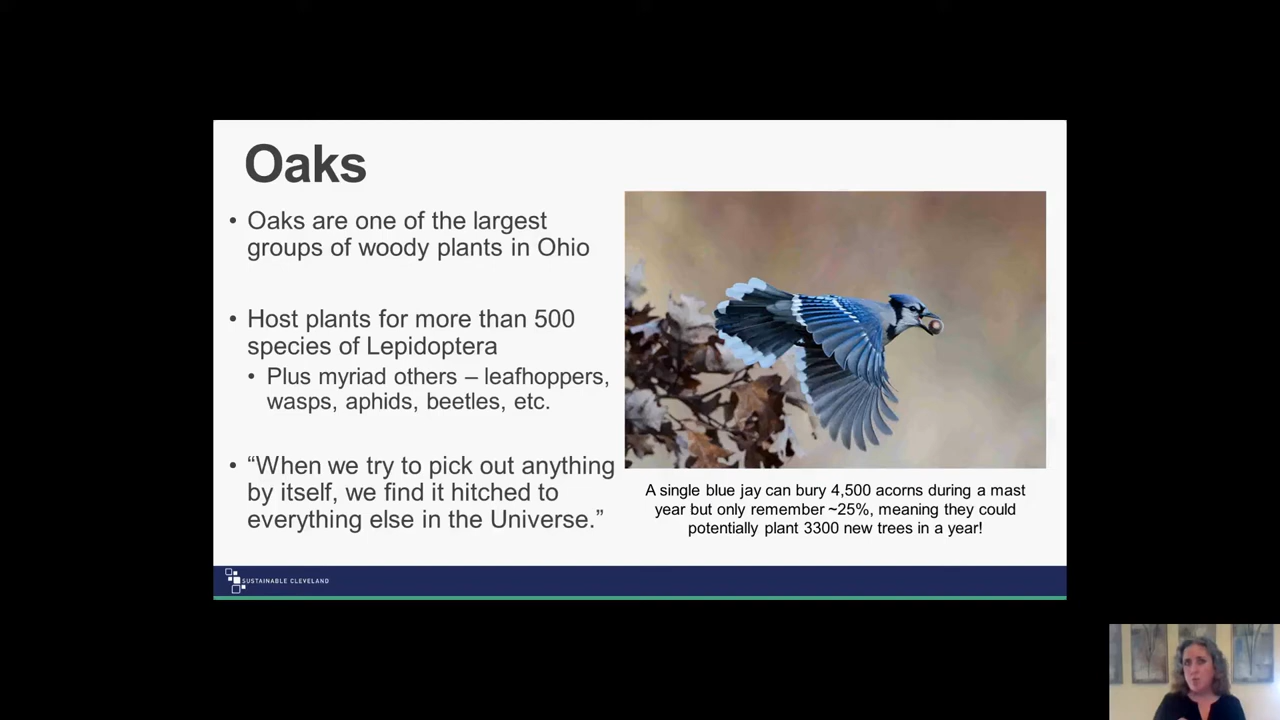 Oaks
• Oaks are one of the largest
groups of woody plants in Ohio
• Host plants for more than 500
species of Lepidoptera
• Plus myriad others – leafhoppers,
wasps, aphids, beetles, etc.
• “When we try to pick out anything
by itself, we find it hitched to
everything else in the Universe.”
A single blue jay can bury 4,500 acorns during a mast
year but only remember ~25%, meaning they could
potentially plant 3300 new trees in a year!
SUSTAINABLE CLEVELAND